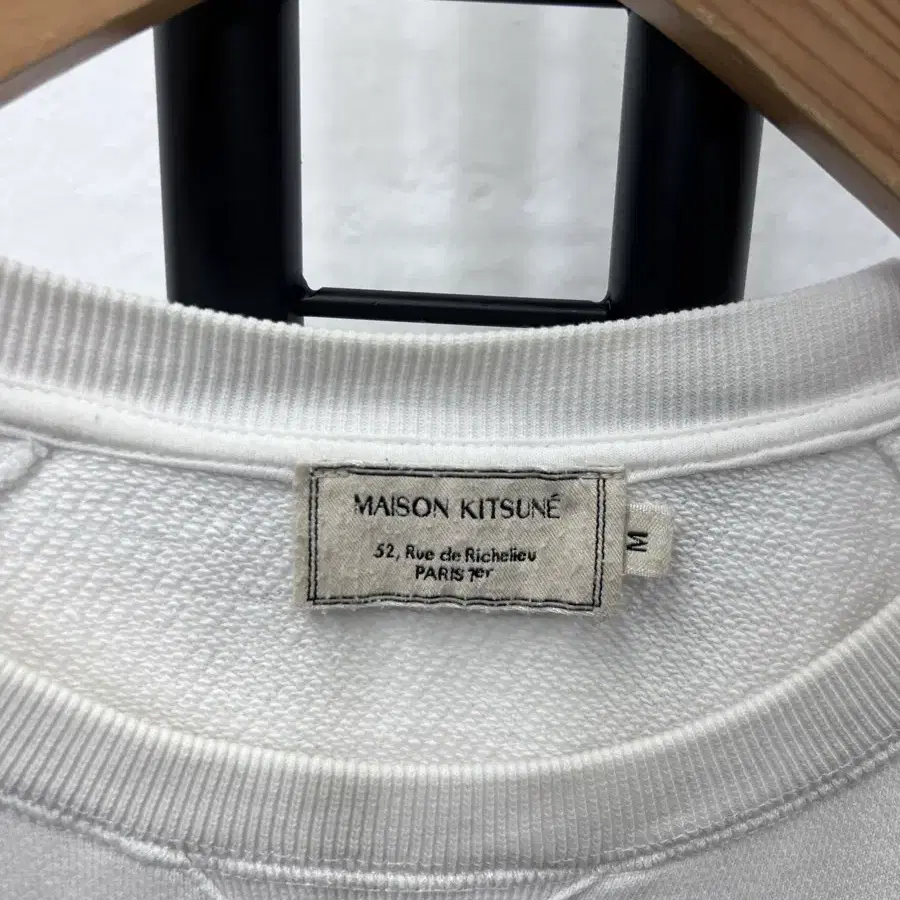 MAISON KITSUNÉ
52, Rue de Richelieu
PARIS 1er
M